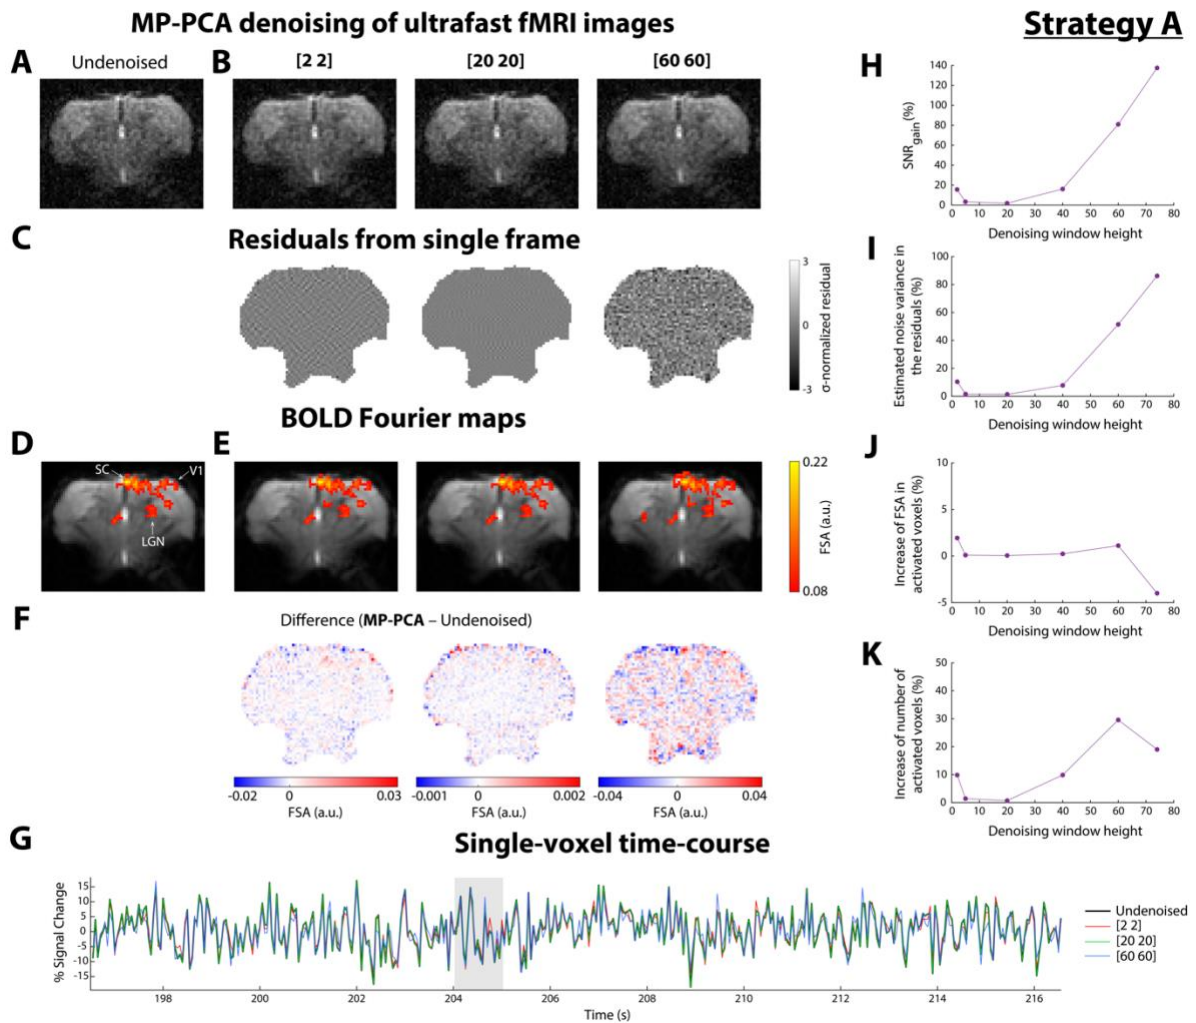 MP-PCA denoising of ultrafast fMRI images
Strategy A
A
Undenoised
B
[2 2]
[20 20]
[60 60]
C
Residuals from single frame
3
0
-3
σ-normalized residual
BOLD Fourier maps
D
SC
V1
LGN
E
0.22
0.08
FSA (a.u.)
F
Difference (MP-PCA – Undenoised)
-0.02
0
0.03
FSA (a.u.)
-0.001
0
0.002
FSA (a.u.)
-0.04
0
0.04
FSA (a.u.)
G
Single-voxel time-course
% Signal Change
15
10
5
0
-5
-10
-15
198
200
202
204
206
208
210
212
214
216
Time (s)
Undenoised
[2 2]
[20 20]
[60 60]
H
SNRgain(%)
140
120
100
80
60
40
20
0
0 10 20 30 40 50 60 70 80
Denoising window height
I
Estimated noise variance in
the residuals (%)
100
80
60
40
20
0
0 10 20 30 40 50 60 70 80
Denoising window height
J
Increase of FSA in
activated voxels (%)
10
5
0
-5
0 10 20 30 40 50 60 70 80
Denoising window height
K
Increase of number of
activated voxels (%)
50
40
30
20
10
0
0 10 20 30 40 50 60 70 80
Denoising window height